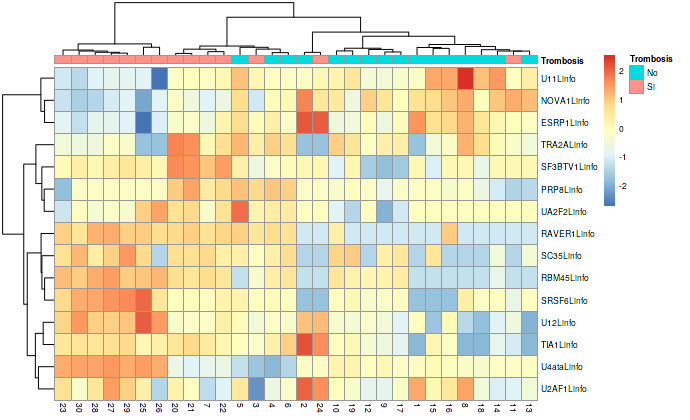 Trombosis
Trombosis
No
SI
2
1
0
-1
-2
U11Linfo
NOVA1Linfo
ESRP1Linfo
TRA2ALinfo
SF3BTV1Linfo
PRP8Linfo
UA2F2Linfo
RAVER1Linfo
SC35Linfo
RBM45Linfo
SRSF6Linfo
U12Linfo
TIA1Linfo
U4ataLinfo
U2AF1Linfo
23 30 28 27 29 25 26 20 21 7 22 5 3 4 6 2 24 10 19 12 9 17 1 15 16 8 18 14 11 13